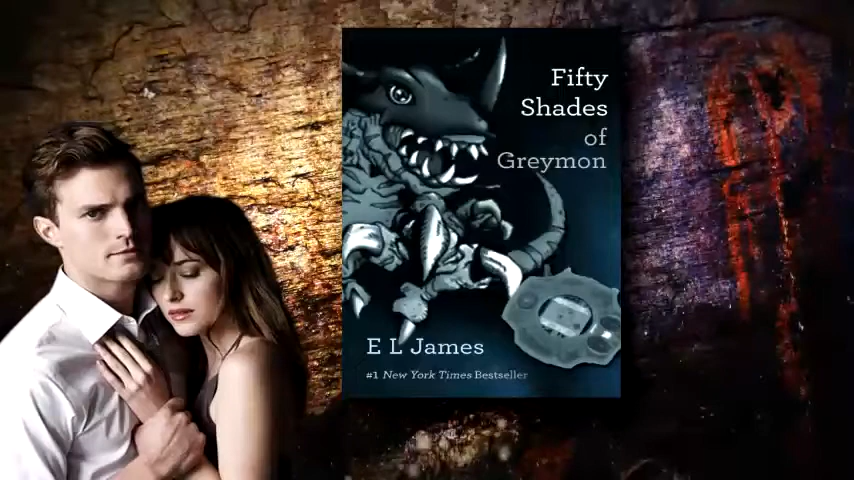 Fifty
Shades
of
Greymon
E L James
#1 New York Times Bestseller